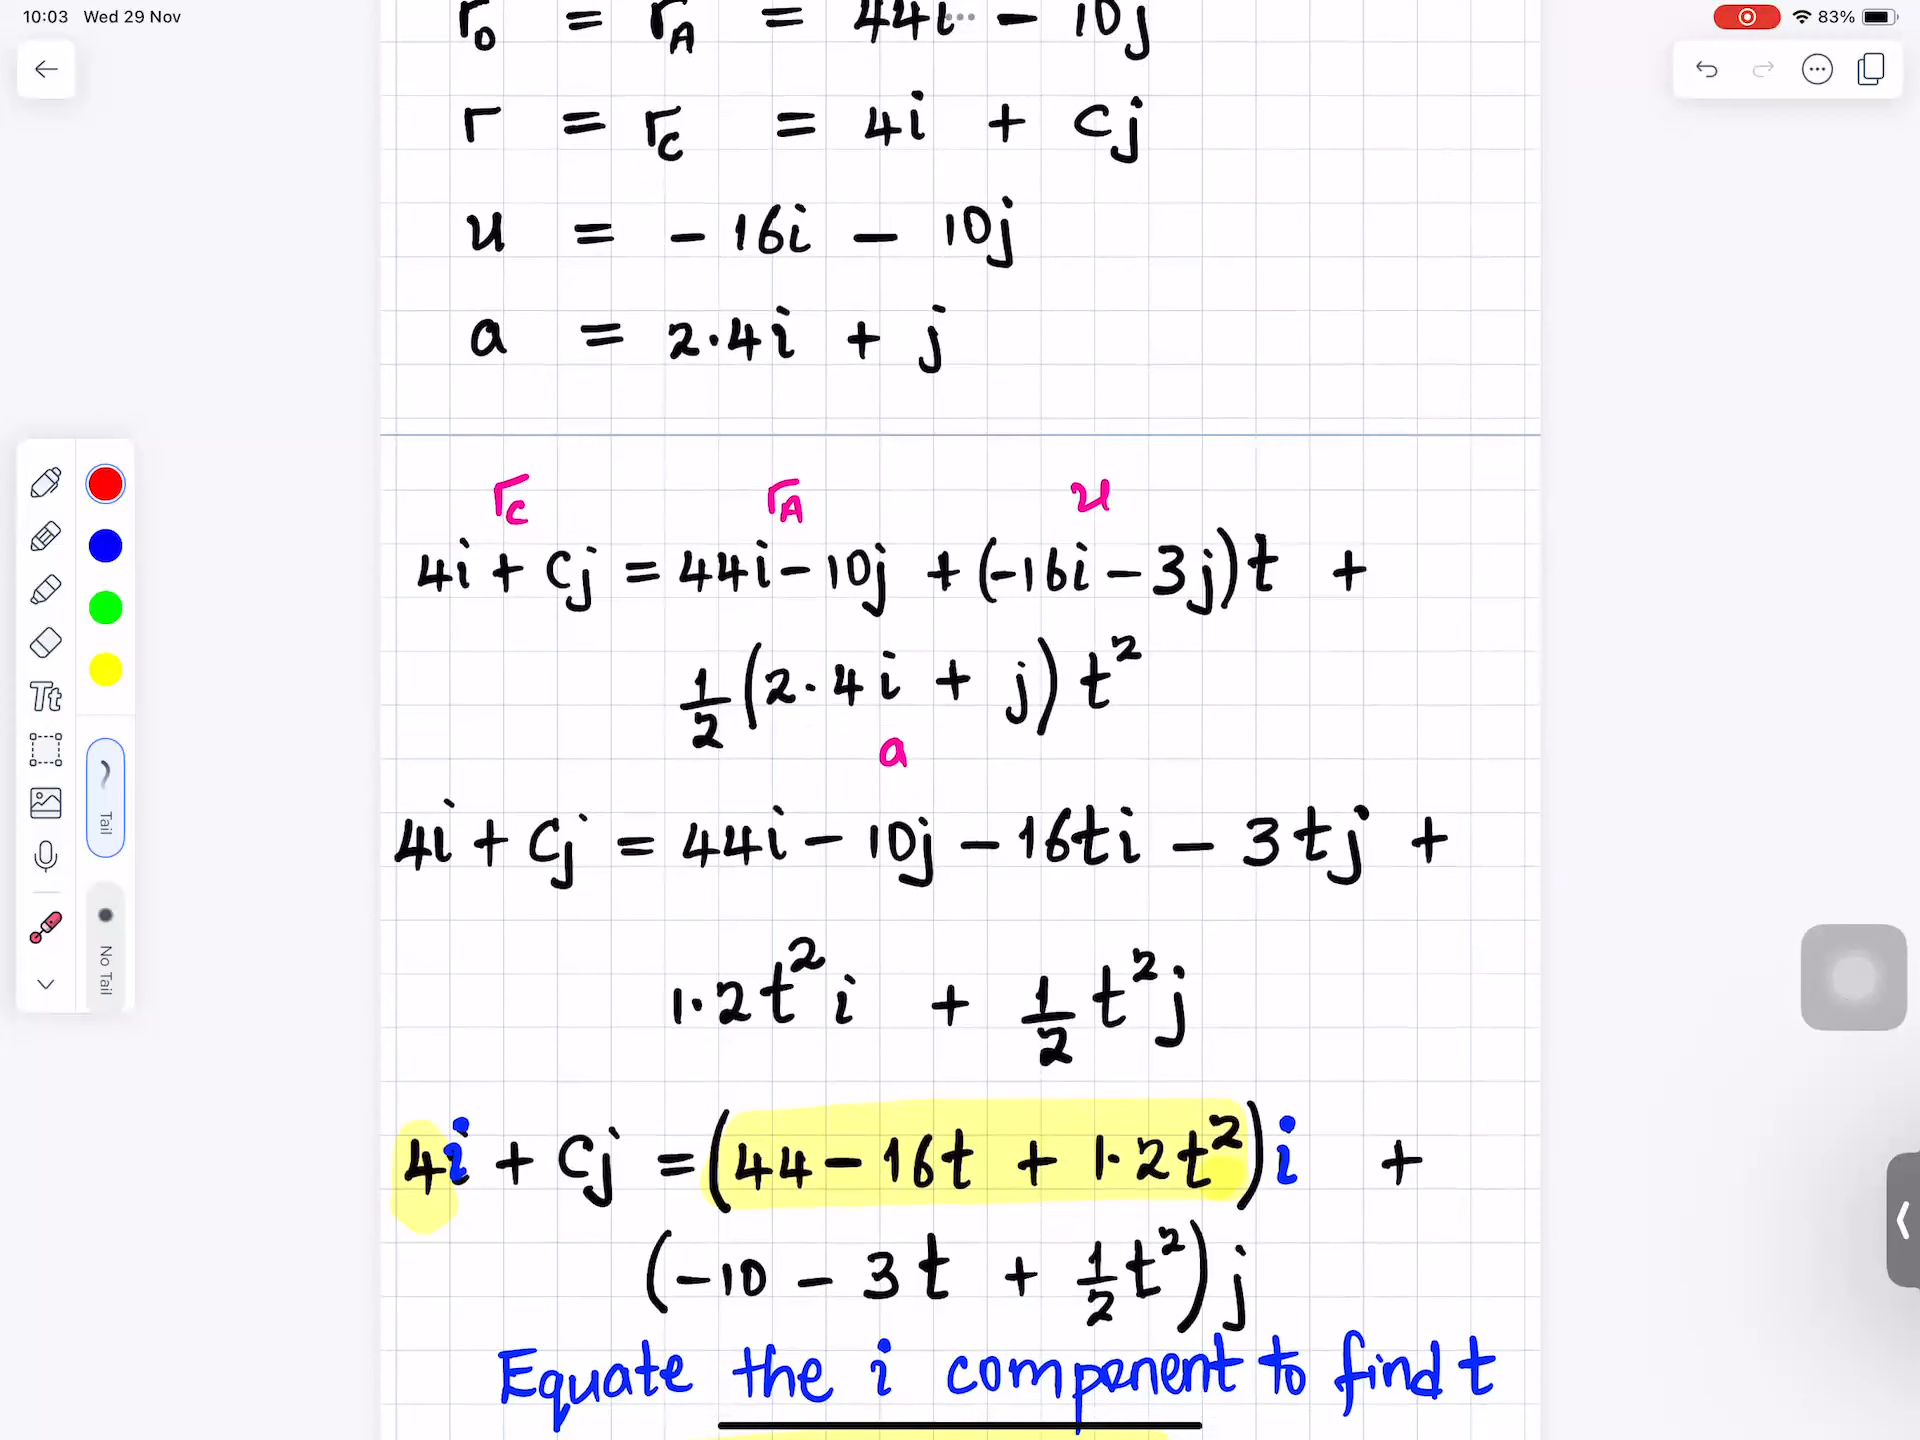 10:03 Wed 29 Nov
83%
r₀ = r_A = 44i − 10j
r = r_C = 4i + Cj
u = − 16i − 10j
a = 2.4i + j
r_C r_A u
4i + Cj = 44i − 10j + (−16i − 3j)t +
½(2.4i + j)t²
a
4i + Cj = 44i − 10j − 16ti − 3tj +
1.2t²i + ½t²j
4i + Cj = (44 − 16t + 1.2t²)i +
(−10 − 3t + ½t²)j
Equate the i component to find t
Tt
Tail
No Tail